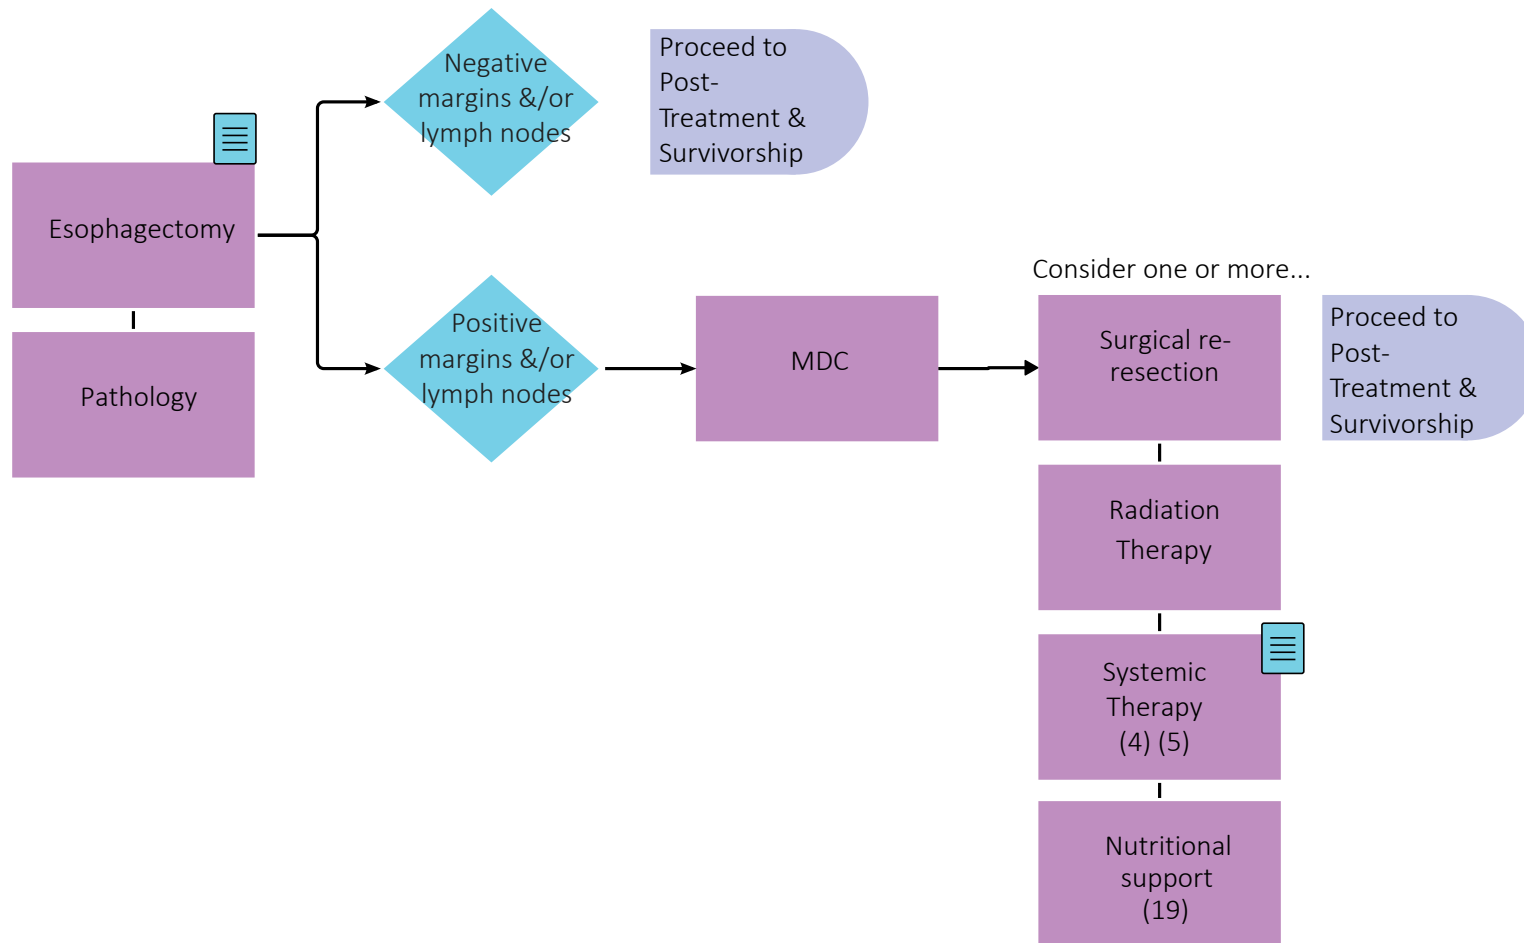 Negative
margins &/or
lymph nodes
Proceed to
Post-
Treatment &
Survivorship
Esophagectomy
Pathology
Positive
margins &/or
lymph nodes
MDC
Consider one or more...
Surgical re-
resection
Proceed to
Post-
Treatment &
Survivorship
Radiation
Therapy
Systemic
Therapy
(4) (5)
Nutritional
support
(19)